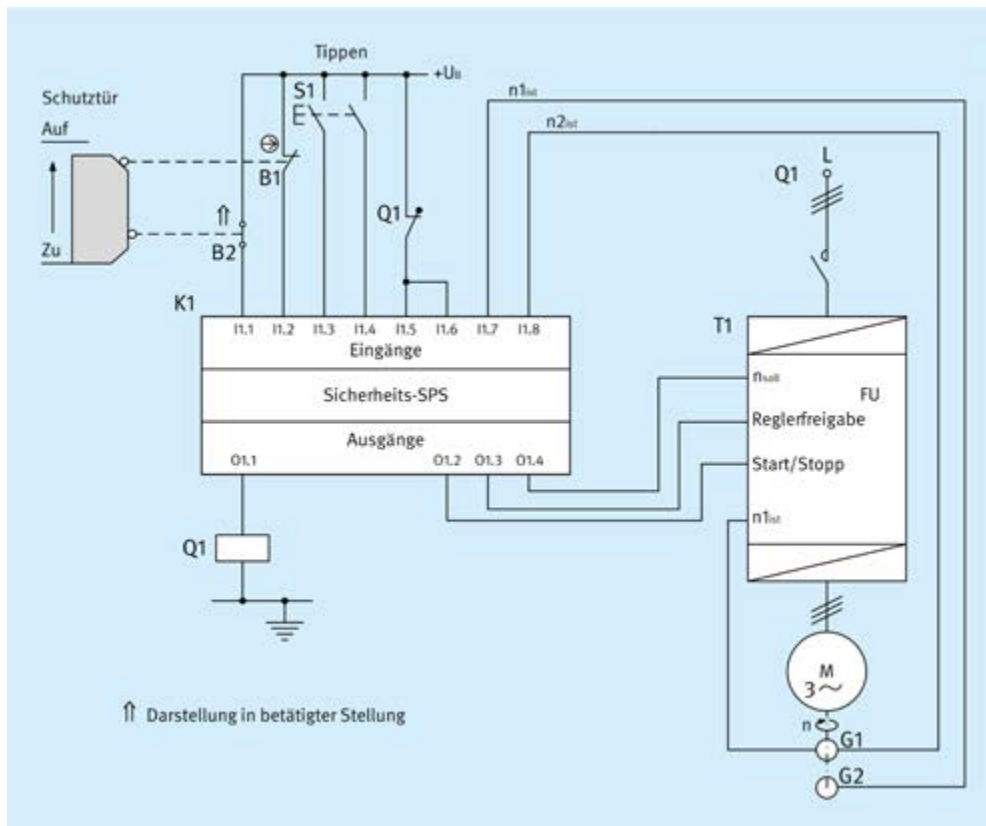 Tippen
+UB
S1
n1ist
n2ist
Schutztür
Auf
Zu
B1
B2
Q1
L
Q1
K1
T1
I1.1 I1.2 I1.3 I1.4 I1.5 I1.6 I1.7 I1.8
Eingänge
Sicherheits-SPS
Ausgänge
O1.1 O1.2 O1.3 O1.4
nsoll
FU
Reglerfreigabe
Start/Stopp
n1ist
Q1
M
3~
n
G1
G2
⇑ Darstellung in betätigter Stellung